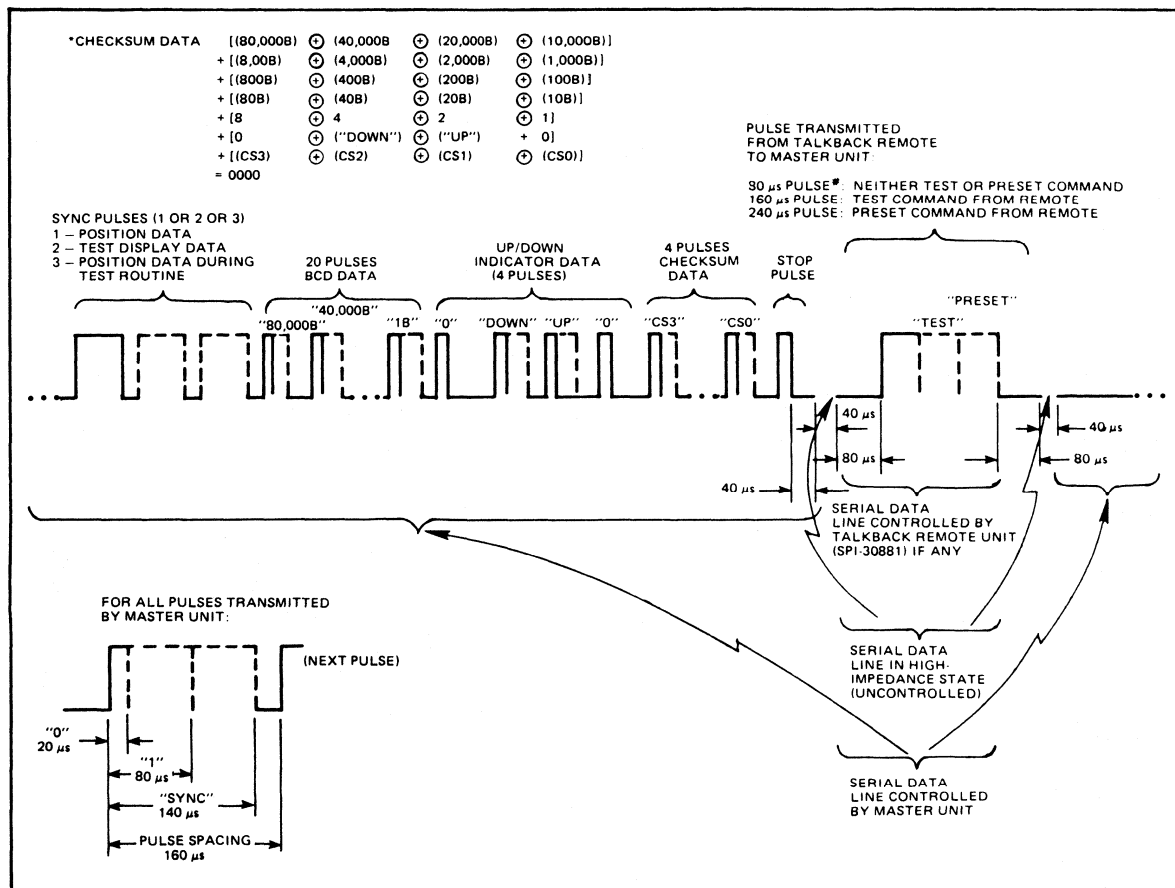 *CHECKSUM DATA [(80,000B) ⊕ (40,000B ⊕ (20,000B) ⊕ (10,000B)]
+ [(8,00B) ⊕ (4,000B) ⊕ (2,000B) ⊕ (1,000B)]
+ [(800B) ⊕ (400B) ⊕ (200B) ⊕ (100B)]
+ [(80B) ⊕ (40B) ⊕ (20B) ⊕ (10B)]
+ [8 ⊕ 4 ⊕ 2 ⊕ 1]
+ [0 ⊕ ("DOWN") ⊕ ("UP") + 0]
+ [(CS3) ⊕ (CS2) ⊕ (CS1) ⊕ (CS0)]
= 0000
PULSE TRANSMITTED
FROM TALKBACK REMOTE
TO MASTER UNIT:
80 μs PULSE*: NEITHER TEST OR PRESET COMMAND
160 μs PULSE: TEST COMMAND FROM REMOTE
240 μs PULSE: PRESET COMMAND FROM REMOTE
SYNC PULSES (1 OR 2 OR 3)
1 – POSITION DATA
2 – TEST DISPLAY DATA
3 – POSITION DATA DURING
TEST ROUTINE
20 PULSES
BCD DATA
UP/DOWN
INDICATOR DATA
(4 PULSES)
4 PULSES
CHECKSUM
DATA
STOP
PULSE
"80,000B"
"40,000B"
"1B"
"0"
"DOWN"
"UP"
"0"
"CS3"
"CS0"
"TEST"
"PRESET"
40 μs
80 μs
40 μs
40 μs
80 μs
SERIAL DATA
LINE CONTROLLED BY
TALKBACK REMOTE UNIT
(SPI-30881) IF ANY
FOR ALL PULSES TRANSMITTED
BY MASTER UNIT:
(NEXT PULSE)
"0"
20 μs
"1"
80 μs
"SYNC"
140 μs
PULSE SPACING
160 μs
SERIAL DATA
LINE IN HIGH-
IMPEDANCE STATE
(UNCONTROLLED)
SERIAL DATA
LINE CONTROLLED
BY MASTER UNIT